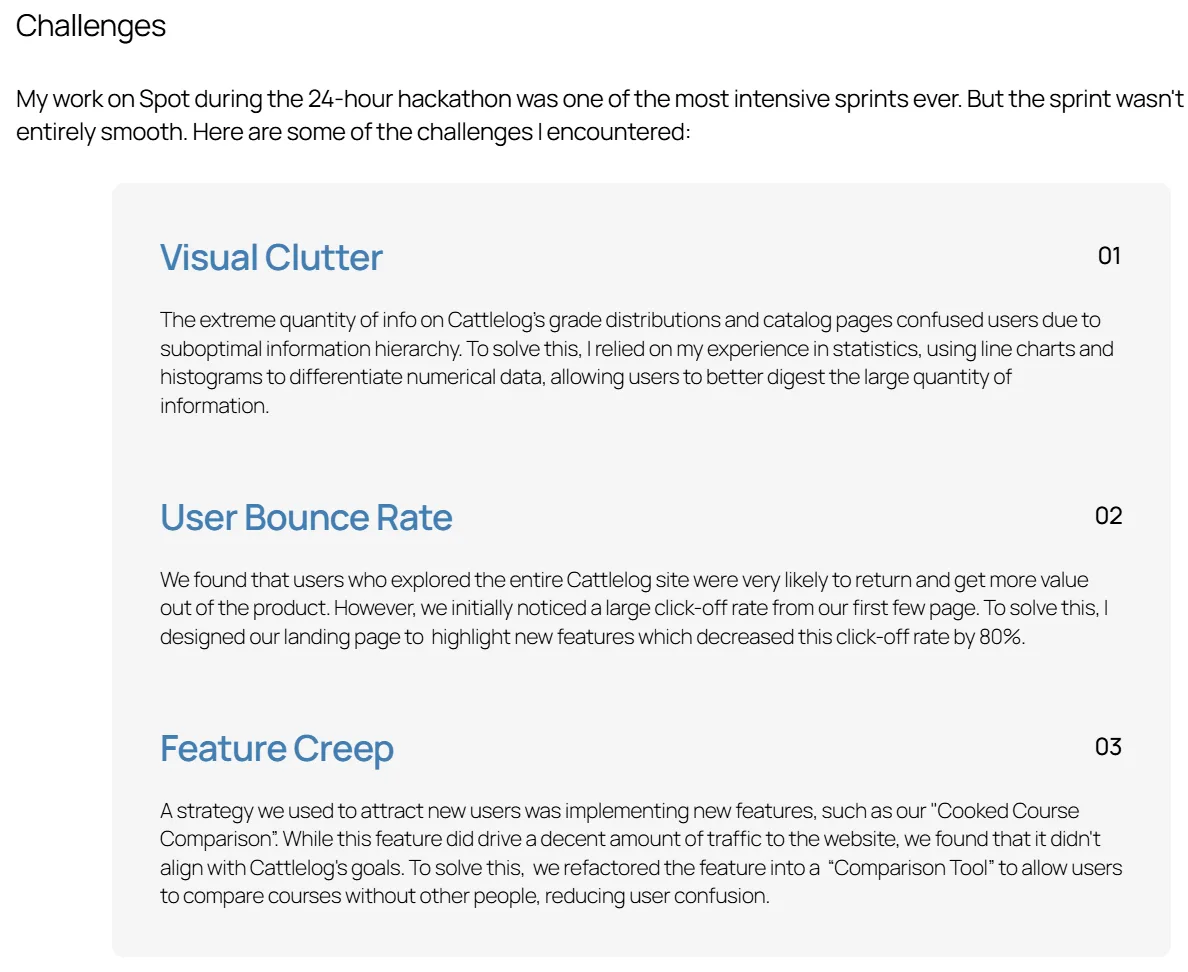 Challenges
My work on Spot during the 24-hour hackathon was one of the most intensive sprints ever. But the sprint wasn't
entirely smooth. Here are some of the challenges I encountered:
Visual Clutter
01
The extreme quantity of info on Cattlelog's grade distributions and catalog pages confused users due to
suboptimal information hierarchy. To solve this, I relied on my experience in statistics, using line charts and
histograms to differentiate numerical data, allowing users to better digest the large quantity of
information.
User Bounce Rate
02
We found that users who explored the entire Cattlelog site were very likely to return and get more value
out of the product. However, we initially noticed a large click-off rate from our first few page. To solve this, I
designed our landing page to  highlight new features which decreased this click-off rate by 80%.
Feature Creep
03
A strategy we used to attract new users was implementing new features, such as our "Cooked Course
Comparison”. While this feature did drive a decent amount of traffic to the website, we found that it didn't
align with Cattlelog's goals. To solve this,  we refactored the feature into a  “Comparison Tool” to allow users
to compare courses without other people, reducing user confusion.